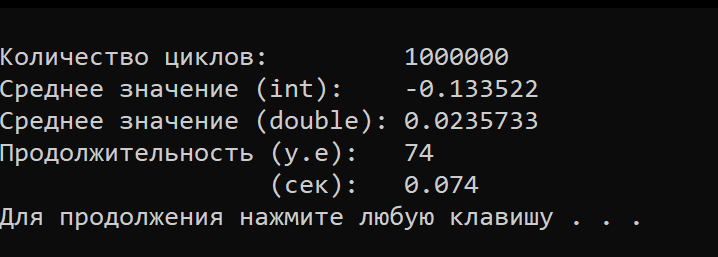 Количество циклов: 1000000
Среднее значение (int): -0.133522
Среднее значение (double): 0.0235733
Продолжительность (у.е): 74
(сек): 0.074
Для продолжения нажмите любую клавишу . . .